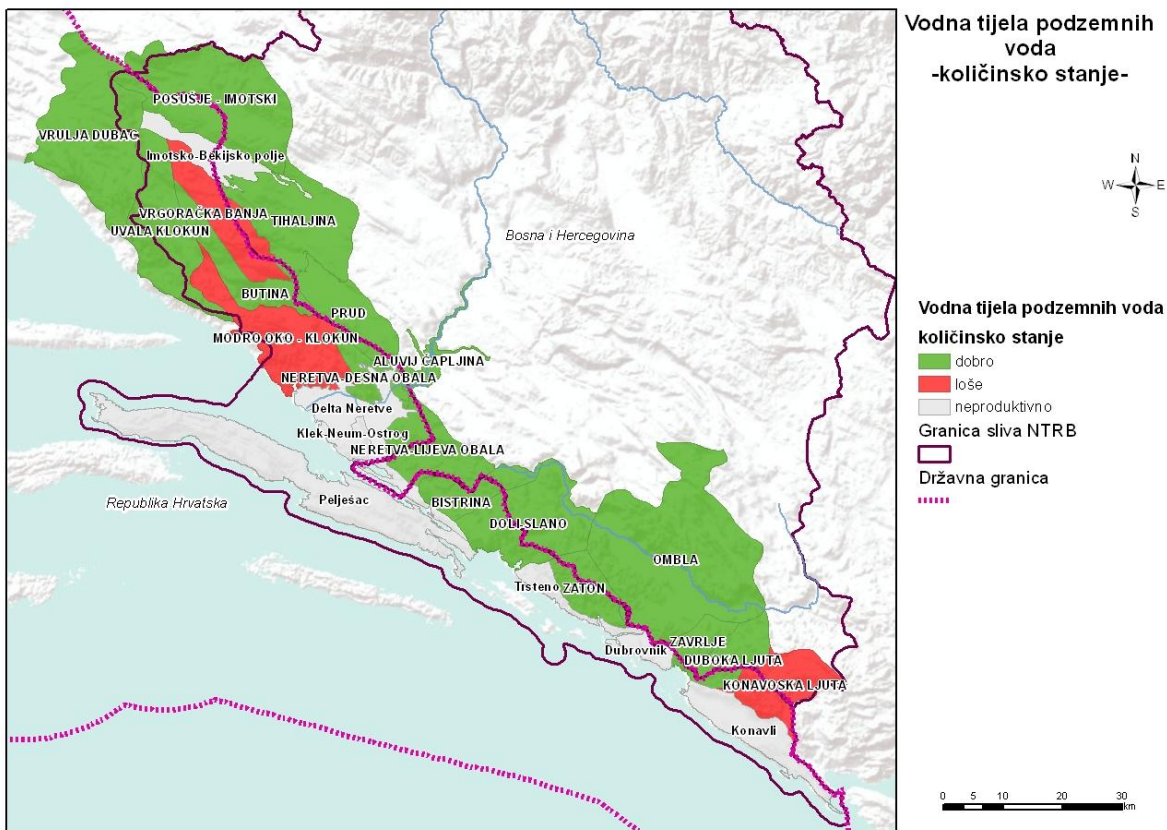 Vodna tijela podzemnih
voda
-količinsko stanje-
N
W E
S
Vodna tijela podzemnih voda
količinsko stanje
dobro
loše
neproduktivno
Granica sliva NTRB
Državna granica
0 5 10 20 30
km
POSUŠJE - IMOTSKI
VRULJA DUBAC
Imotsko-Bekijsko polje
VRGORAČKA BANJA
TIHALJINA
UVALA KLOKUN
Bosna i Hercegovina
BUTINA
PRUD
MODRO OKO - KLOKUN
ALUVIJ ČAPLJINA
NERETVA DESNA OBALA
Delta Neretve
Klek-Neum-Ostrog
NERETVA LIJEVA OBALA
Republika Hrvatska
Pelješac
BISTRINA
DOLI-SLANO
OMBLA
Trsteno ZATON
ZAVRLJE
Dubrovnik
DUBOKA LJUTA
KONAVOSKA LJUTA
Konavli